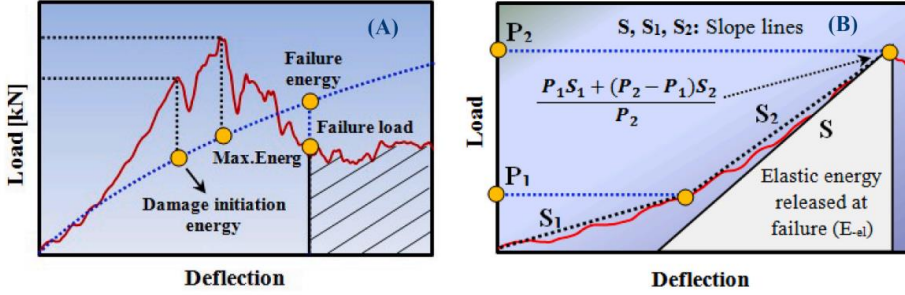 (A)
Failure
energy
Failure load
Max.Energ
Damage initiation
energy
Load [kN]
Deflection
(B)
P₂
S, S₁, S₂: Slope lines
P₁S₁ + (P₂ − P₁)S₂
P₂
S₂
S
P₁
S₁
Elastic energy
released at
failure (E-el)
Load
Deflection